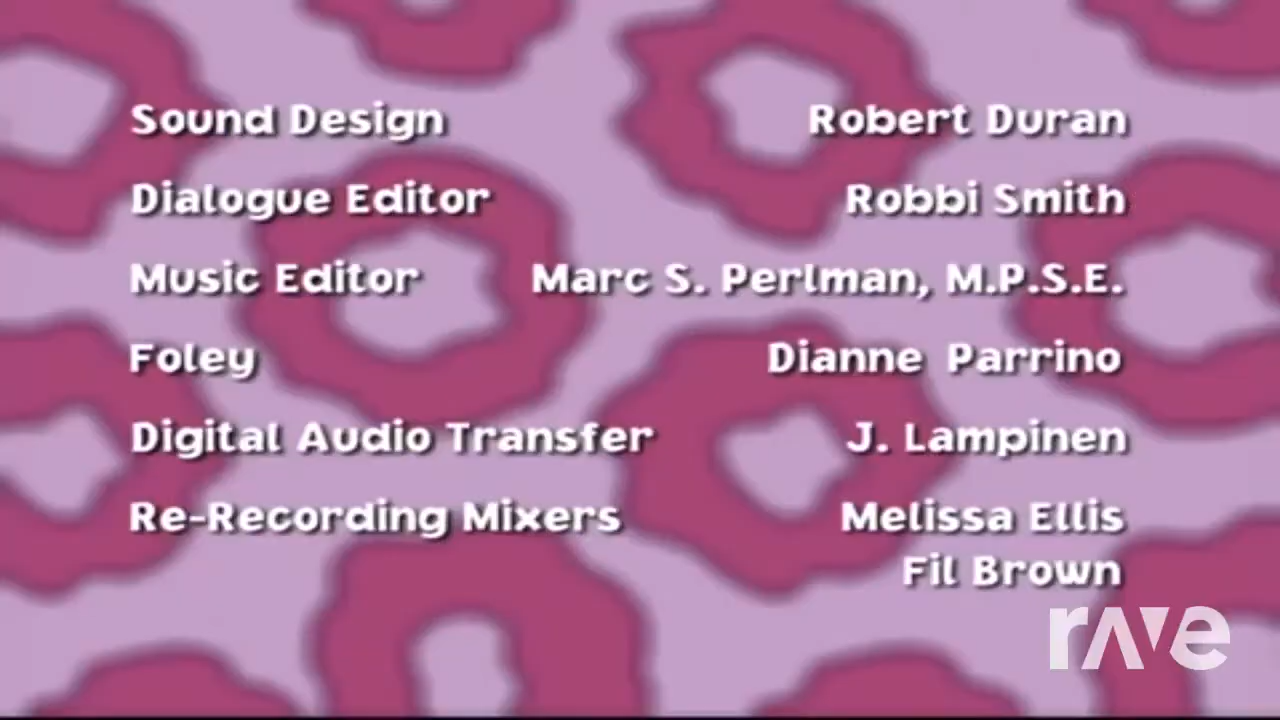 Sound Design Robert Duran
Dialogue Editor Robbi Smith
Music Editor Marc S. Perlman, M.P.S.E.
Foley Dianne Parrino
Digital Audio Transfer J. Lampinen
Re-Recording Mixers Melissa Ellis
Fil Brown
rave